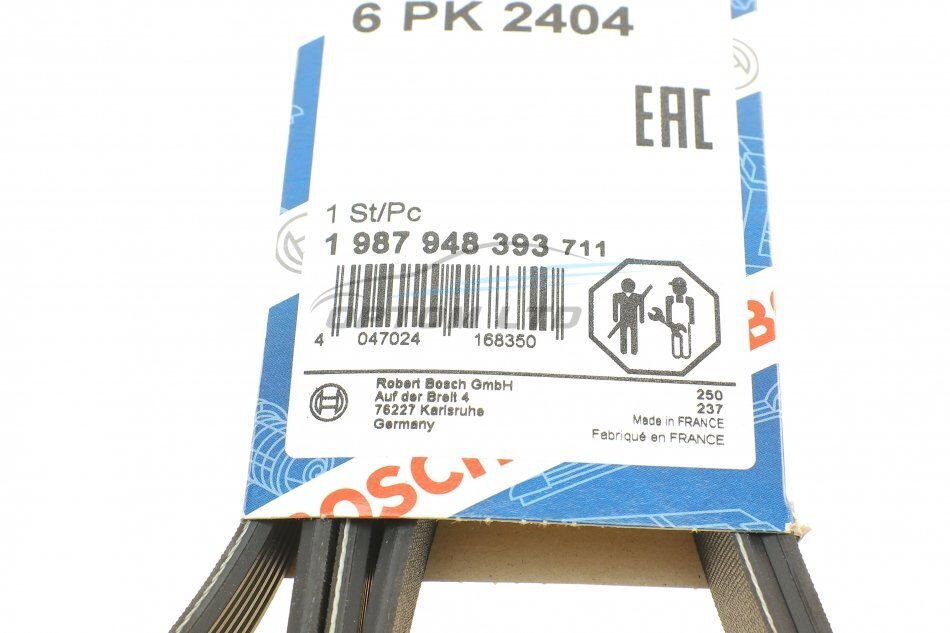 6 PK 2404
EAC
1 St/Pc
1 987 948 393 711
4 047024 168350
Robert Bosch GmbH
Auf der Breit 4
76227 Karlsruhe
Germany
250
237
Made in FRANCE
Fabriqué en FRANCE
BOSCH